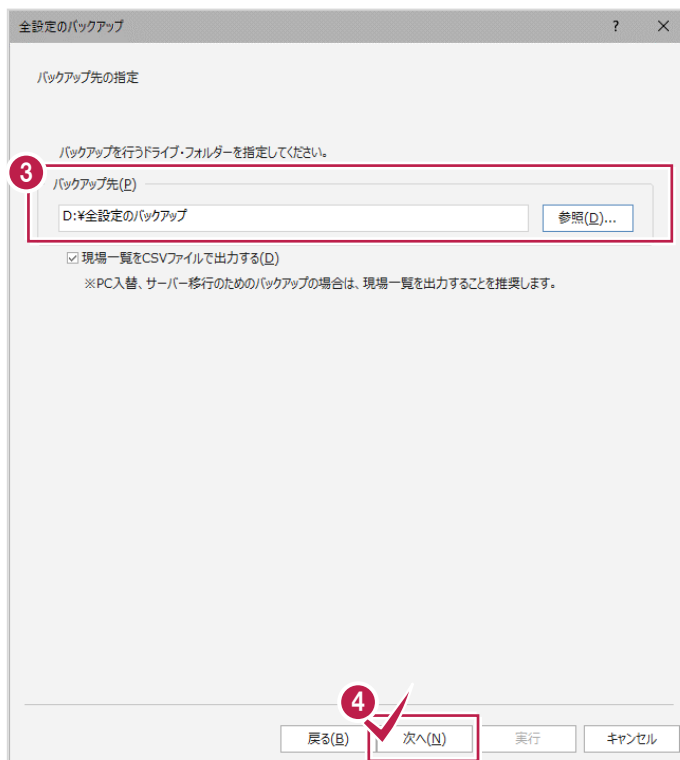 全設定のバックアップ ? ×
バックアップ先の指定
バックアップを行うドライブ・フォルダーを指定してください。
3
バックアップ先(P)
D:¥全設定のバックアップ 参照(D)...
現場一覧をCSVファイルで出力する(D)
※PC入替、サーバー移行のためのバックアップの場合は、現場一覧を出力することを推奨します。
4
戻る(B) 次へ(N) 実行 キャンセル